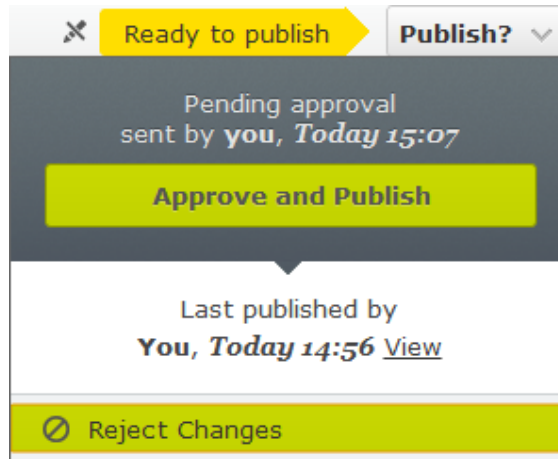 Ready to publish
Publish?
Pending approval
sent by you, Today 15:07
Approve and Publish
Last published by
You, Today 14:56 View
Reject Changes